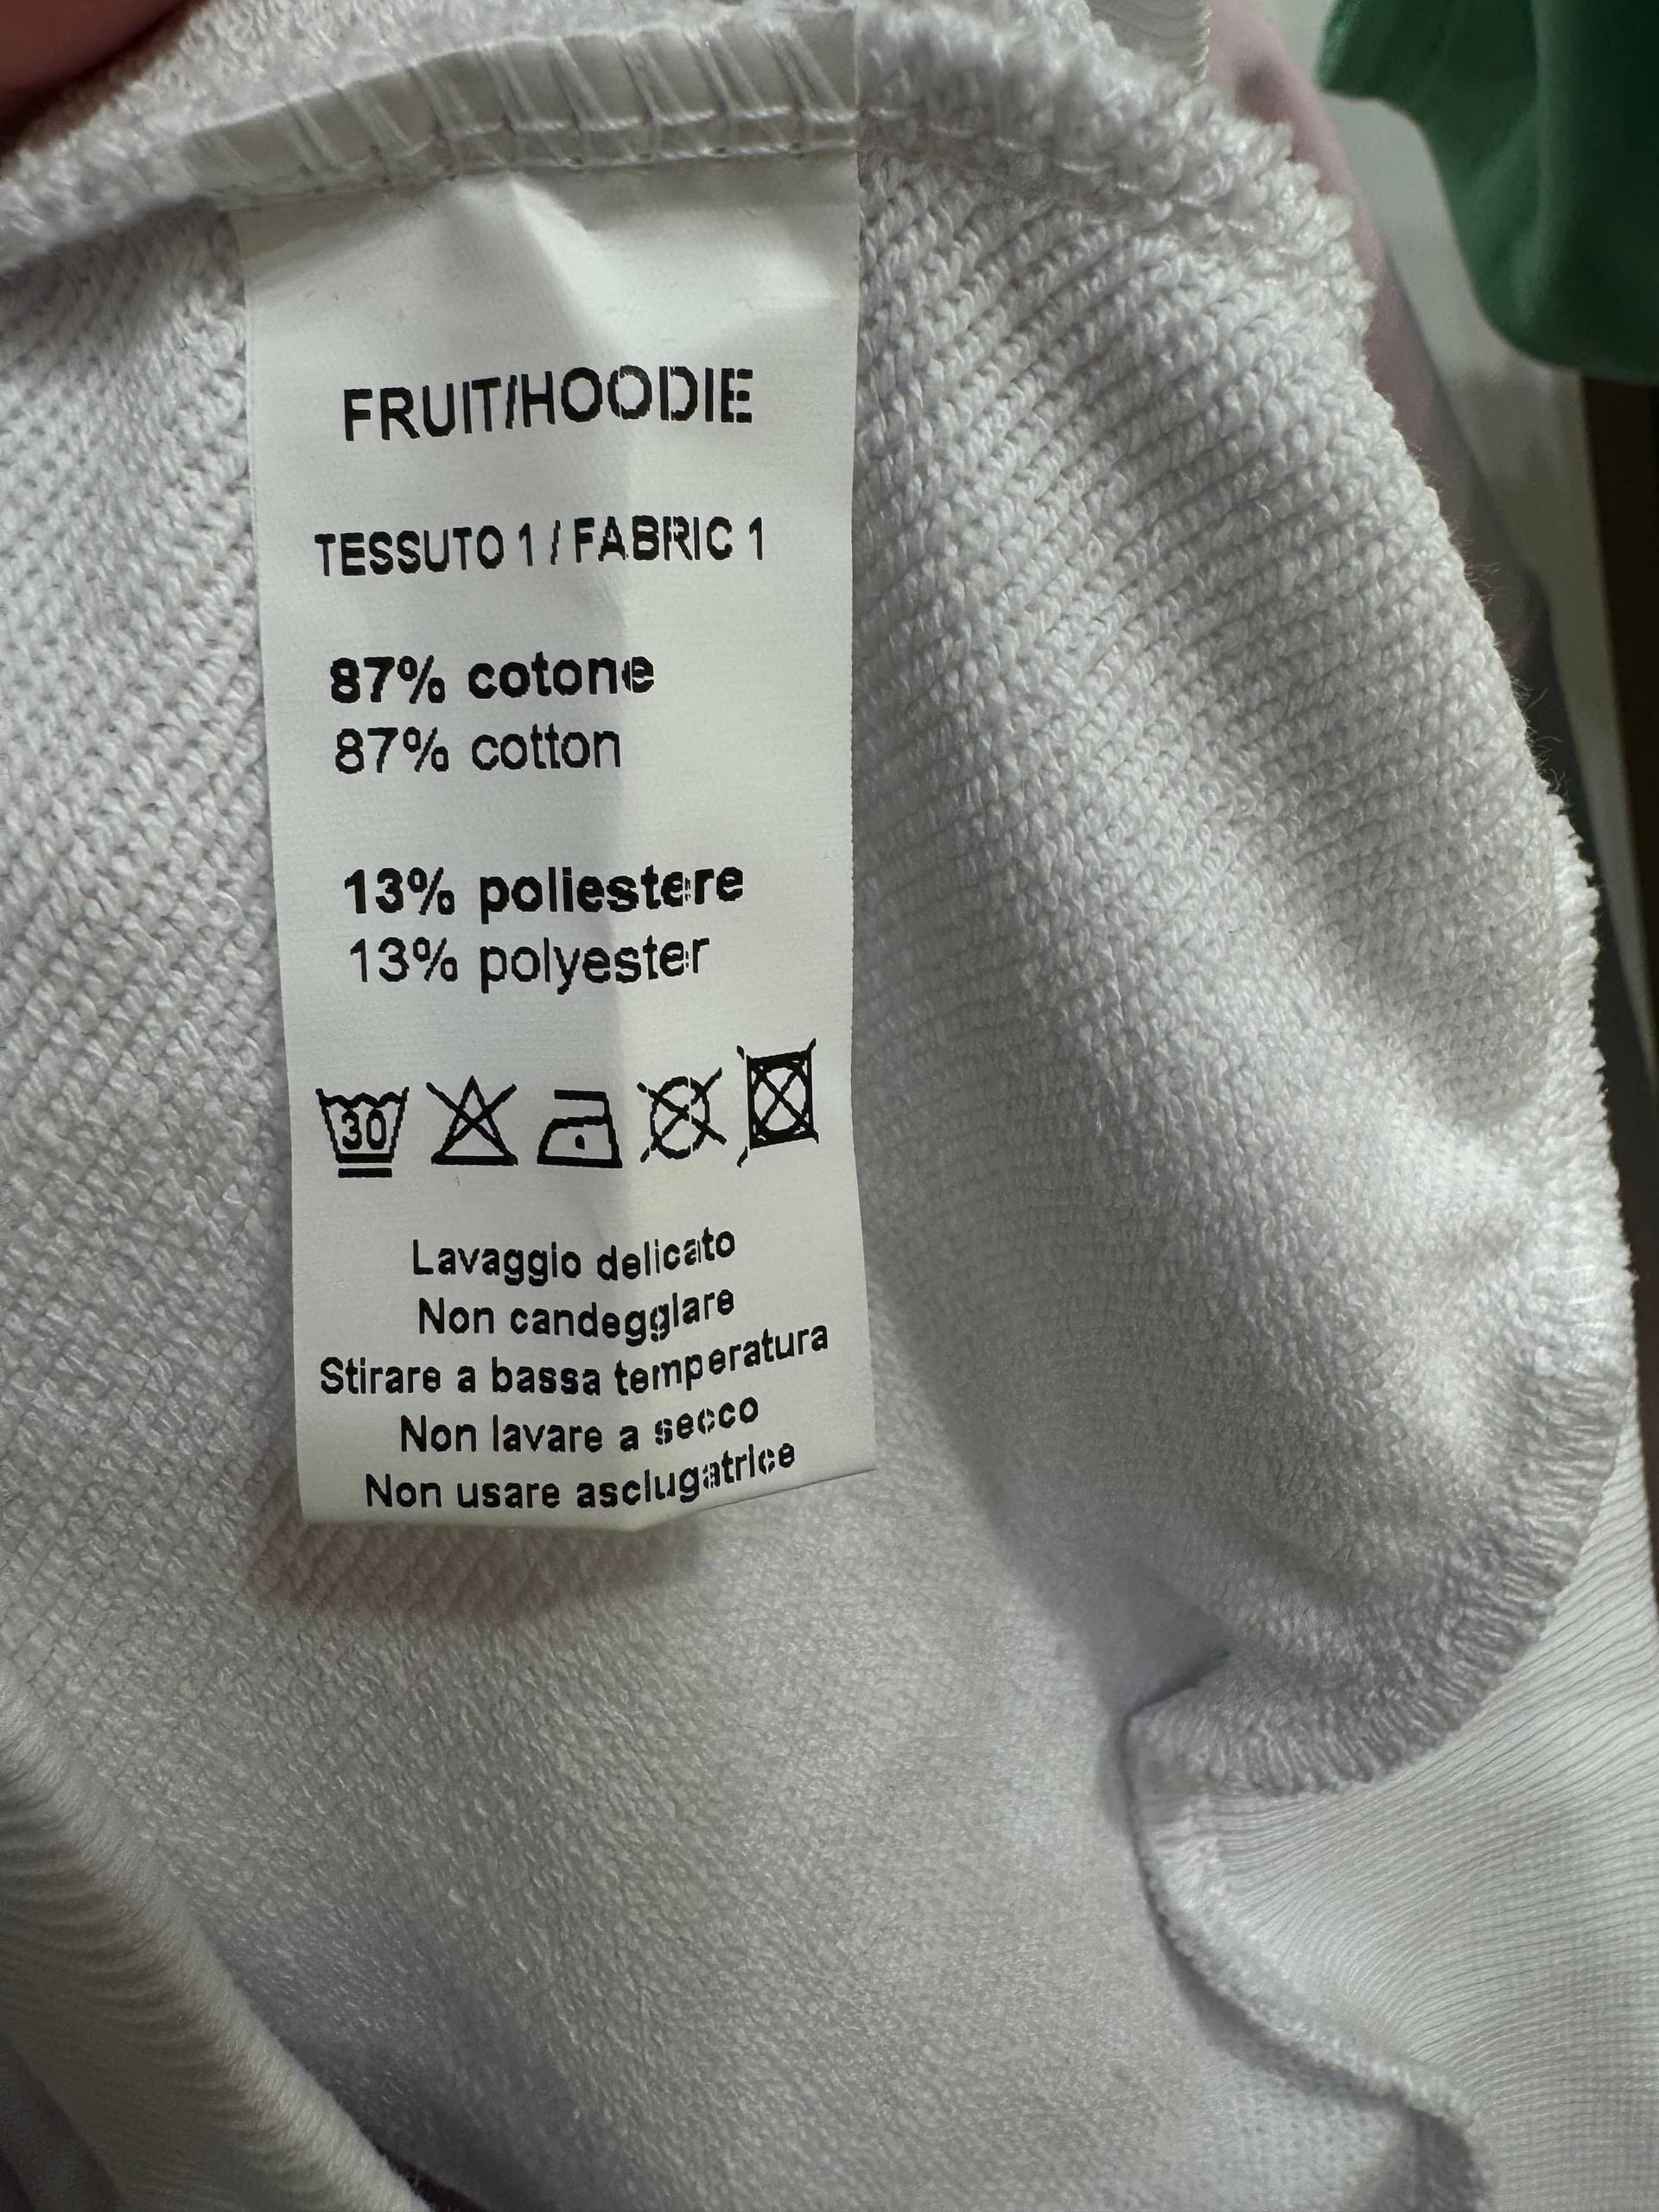 FRUIT/HOODIE
TESSUTO 1 / FABRIC 1
87% cotone
87% cotton
13% poliestere
13% polyester
30
Lavaggio delicato
Non candeggiare
Stirare a bassa temperatura
Non lavare a secco
Non usare asciugatrice